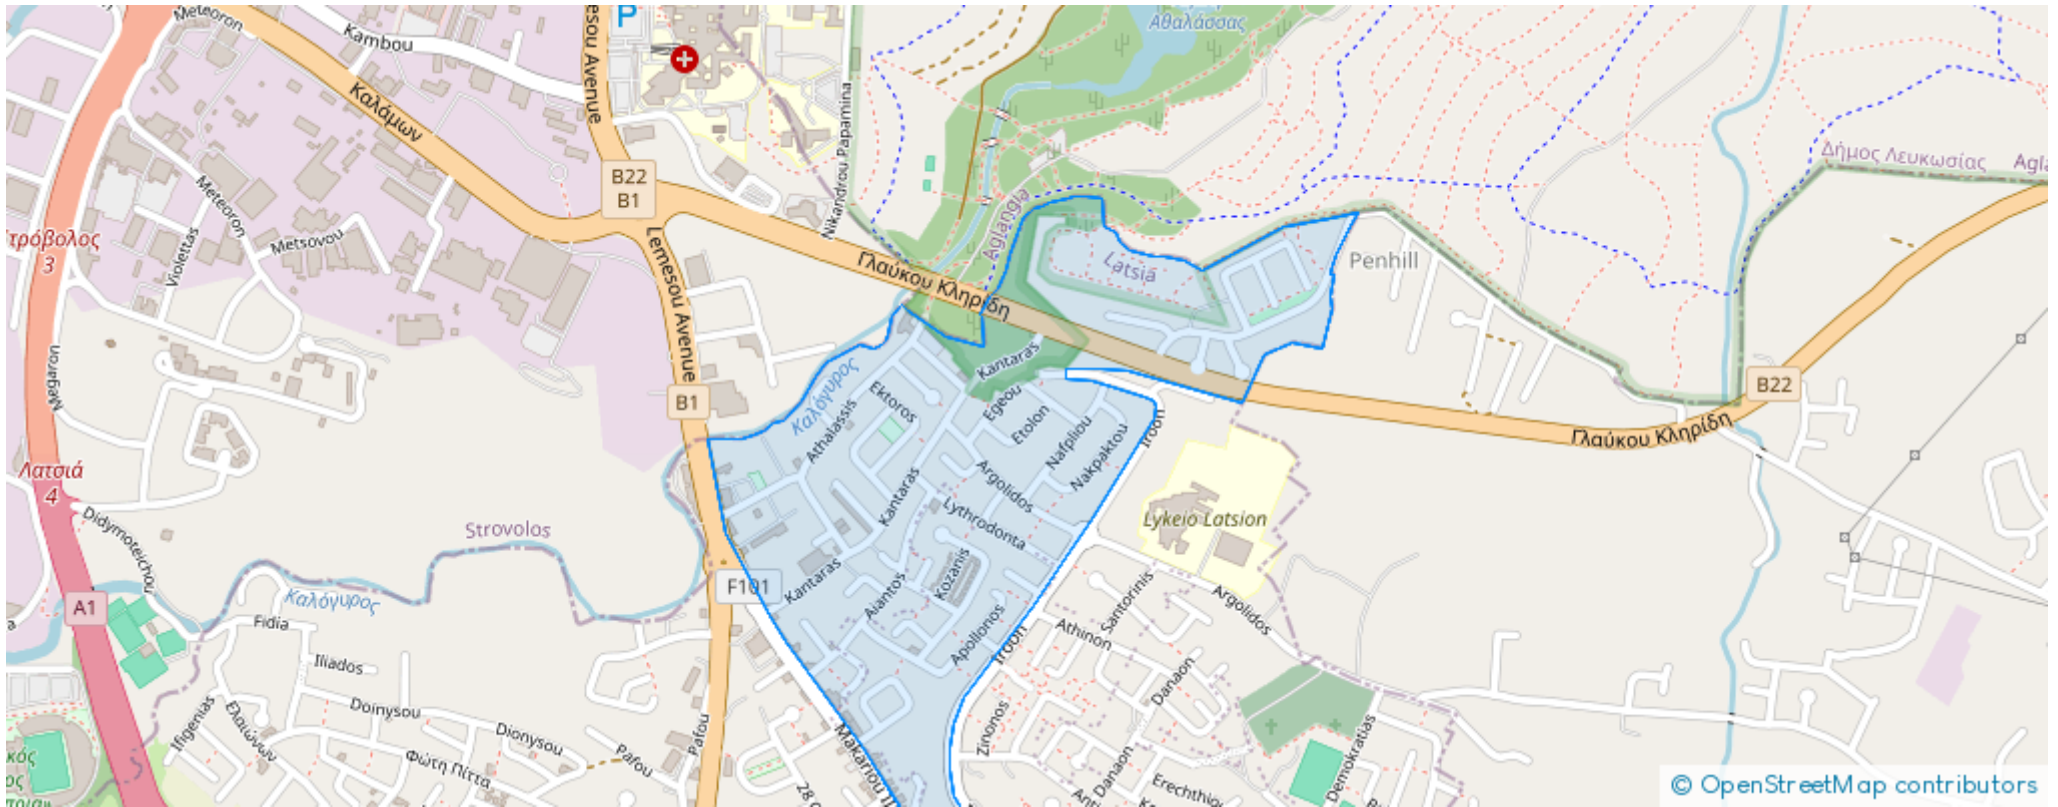 Meteoron
Kambou
esou Avenue
P
Αθαλάσσας
Καλάμων
Nikandrou Papamina
Δήμος Λευκωσίας
B22
B1
Meteoron
Violettas
Metsovou
Aglangia
Γλαύκου Κληρίδη
Latsia
Penhill
τρόβολος
3
Lemesou Avenue
Megaron
Kantaras
Καλόγυρος
Ektoros
Athalassis
Egeou
Etolon
Nafpliou
Nakpaktou
Iroon
B1
B22
Γλαύκου Κληρίδη
Λατσιά
4
Didymoteichou
Strovolos
Kantaras
Argolidos
Lythrodonta
Lykeio Latsion
A1
Καλόγυρος
F101
Kantaras
Aiantos
Kozanis
Apollonos
Iroon
Santorinis
Argolidos
Fidia
Iliados
Athinon
Danaon
Ifigenias
Ελαιώνων
Doinysou
Dionysou
Φώτη Πίττα
Pafou
Pafou
Makariou
Zinonos
Danaon
Erechthiou
Demokratias
© OpenStreetMap contributors